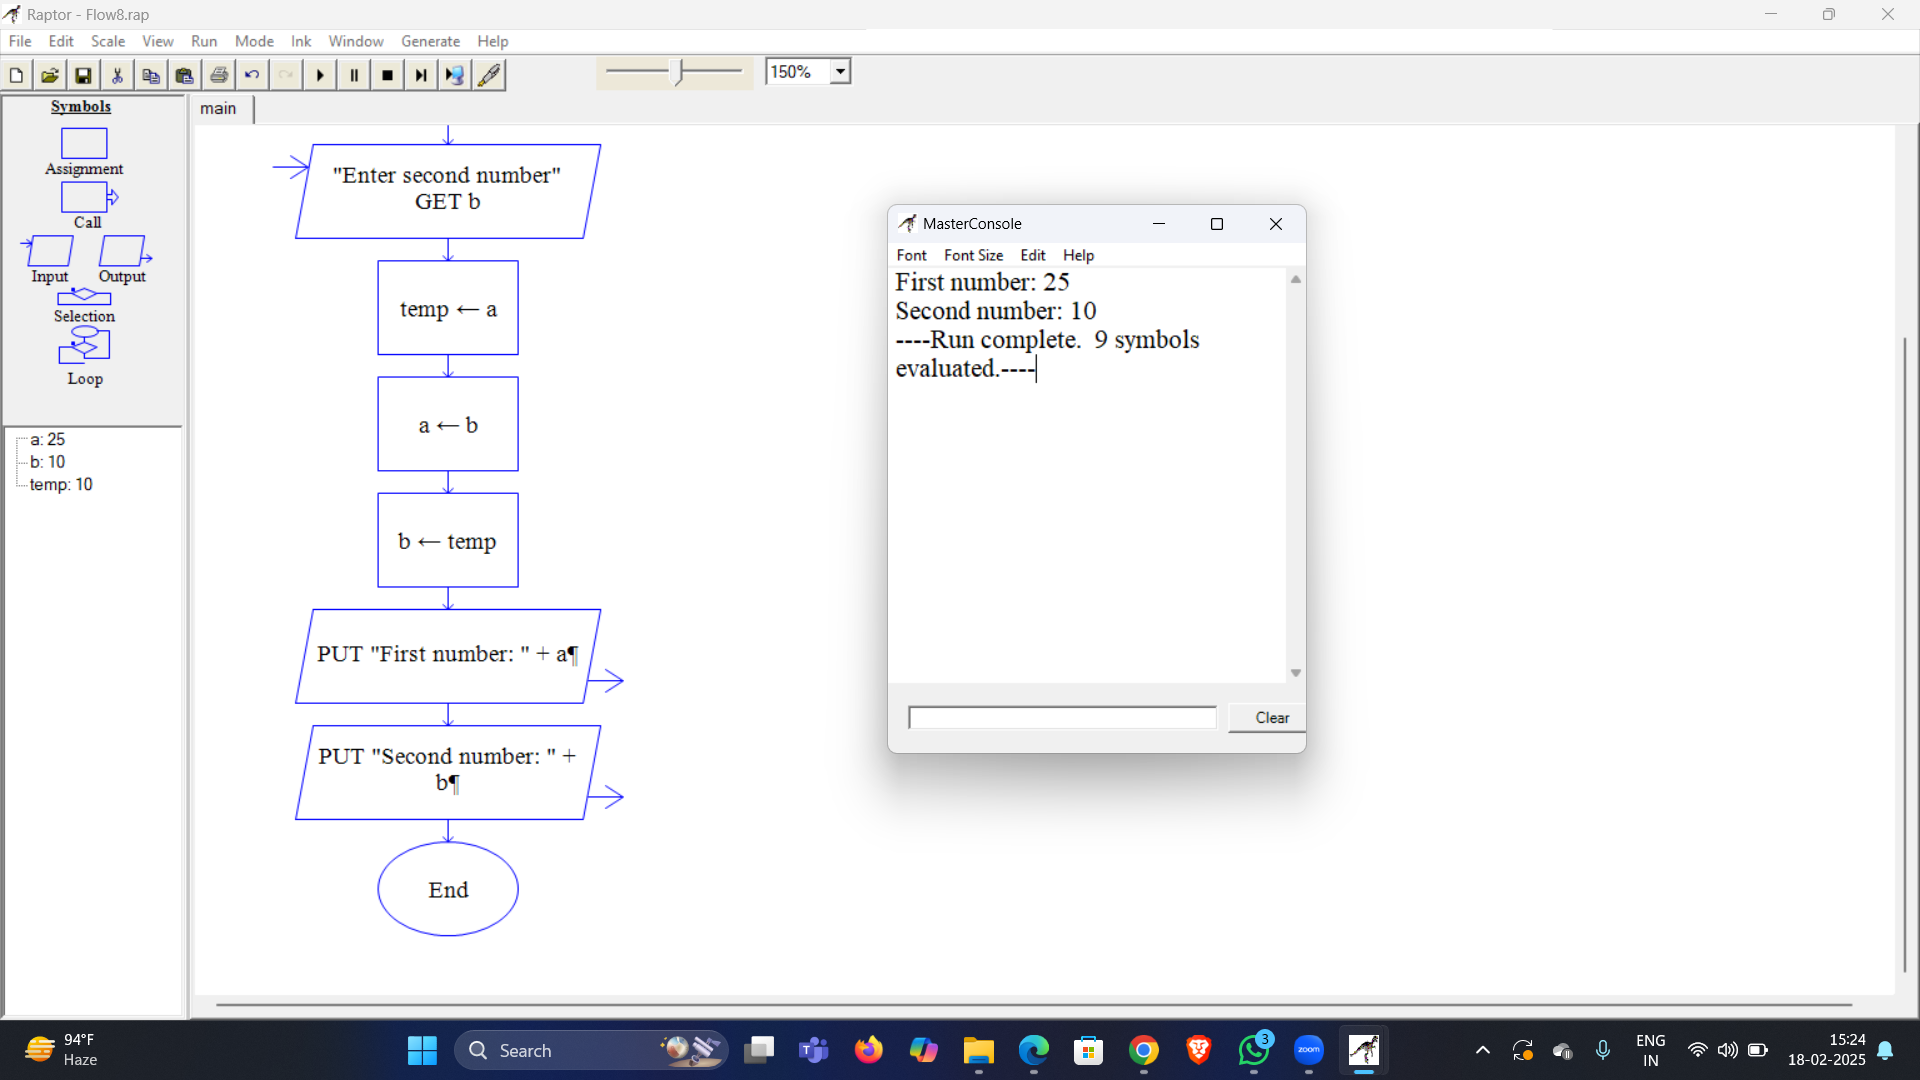 Raptor - Flow8.rap
File Edit Scale View Run Mode Ink Window Generate Help
150%
Symbols
Assignment
Call
Input Output
Selection
Loop
a: 25
b: 10
temp: 10
main
"Enter second number"
GET b
temp ← a
a ← b
b ← temp
PUT "First number: " + a¶
PUT "Second number: " +
b¶
End
MasterConsole
Font Font Size Edit Help
First number: 25
Second number: 10
----Run complete.  9 symbols
evaluated.----
Clear
94°F
Haze
Search
zoom
3
ENG
IN
15:24
18-02-2025